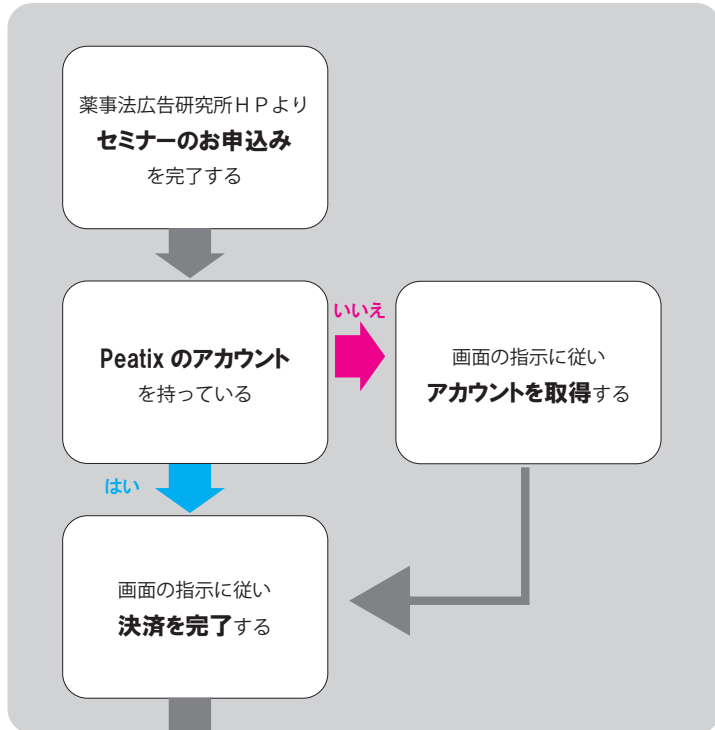 薬事法広告研究所ＨＰより
セミナーのお申込み
を完了する
Peatix のアカウント
を持っている
いいえ
画面の指示に従い
アカウントを取得する
はい
画面の指示に従い
決済を完了する